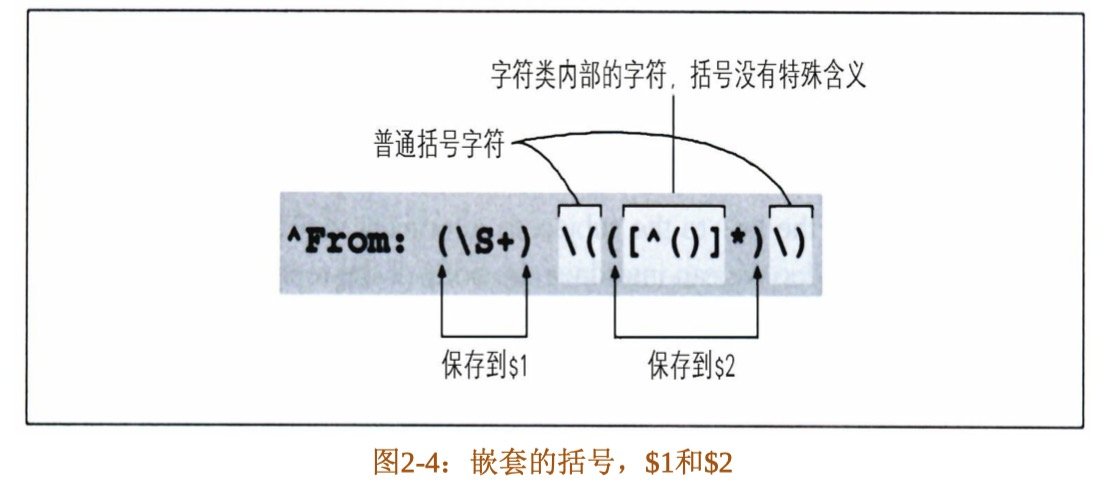 字符类内部的字符，括号没有特殊含义
普通括号字符
^From: (\S+) \(([^()]*)\)
保存到$1
保存到$2
图2-4：嵌套的括号，$1和$2